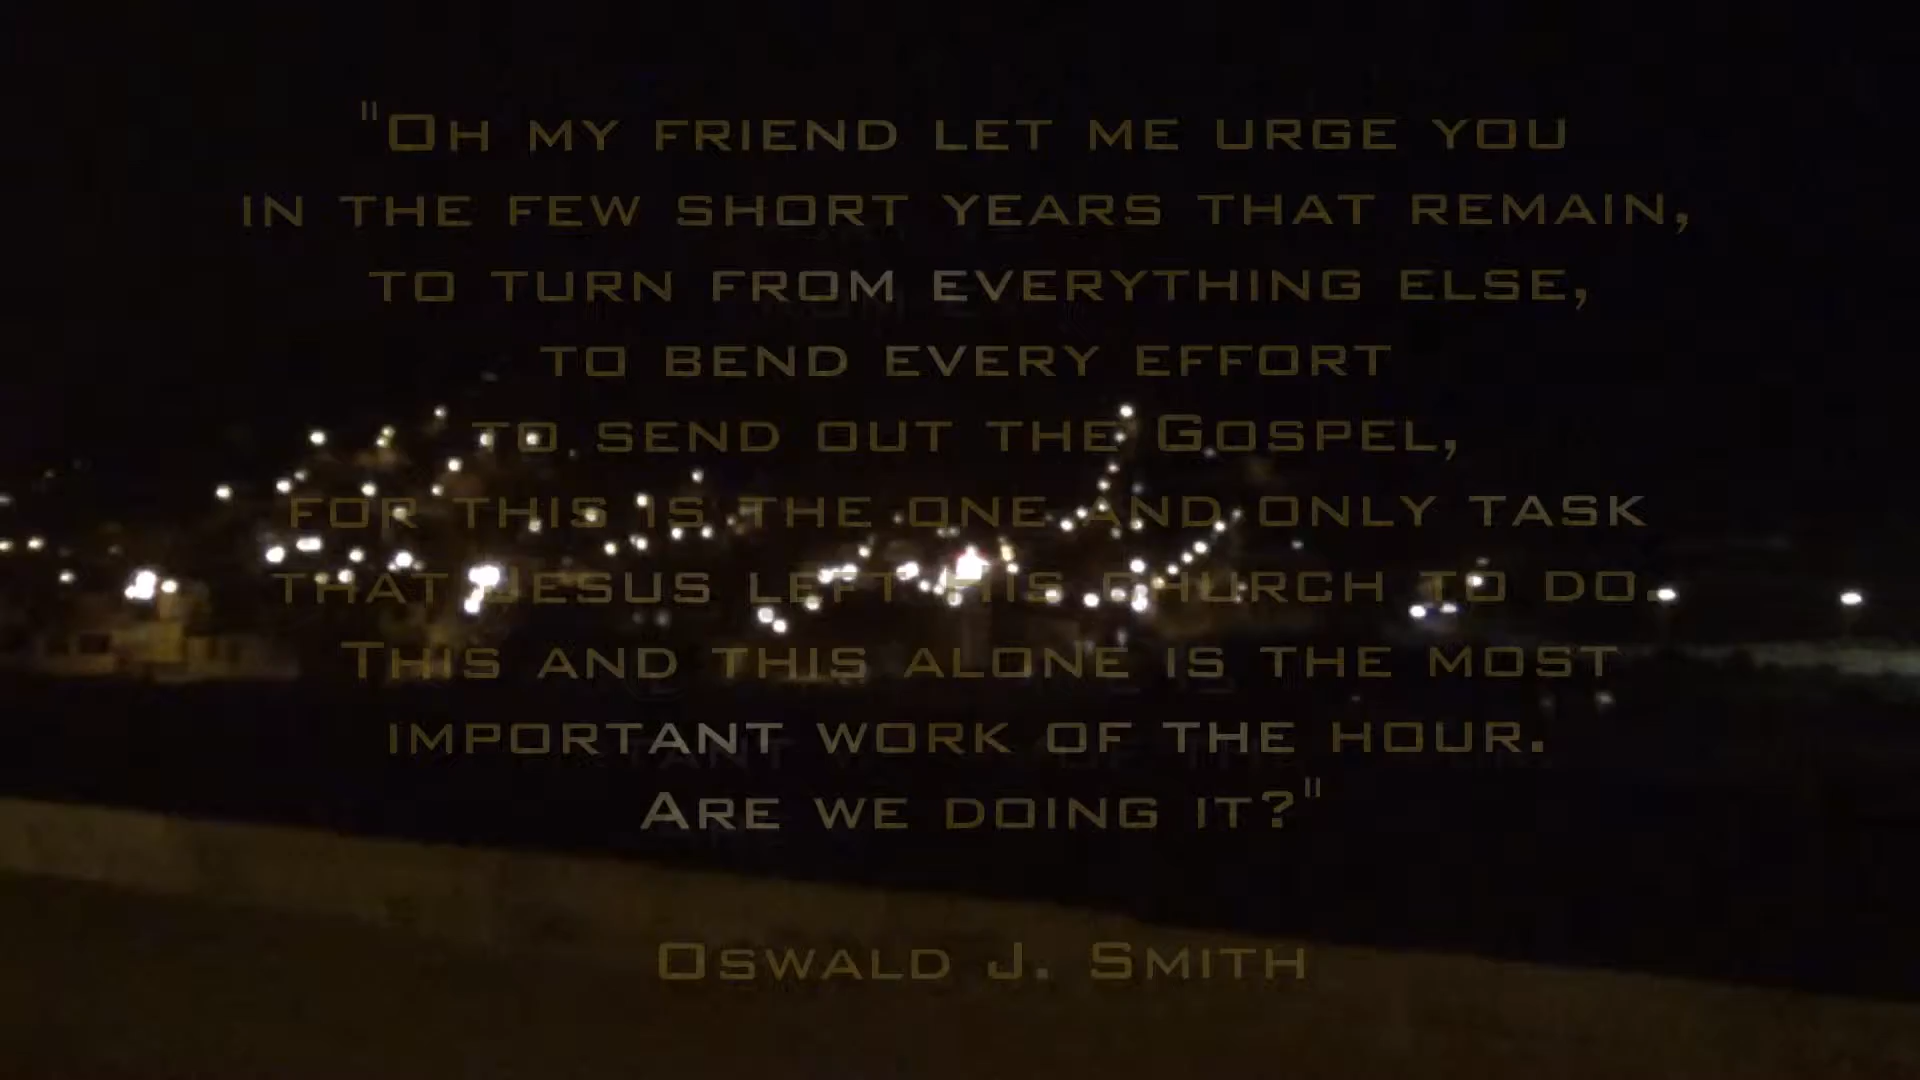 "Oh my friend let me urge you
in the few short years that remain,
to turn from everything else,
to bend every effort
to send out the Gospel,
for this is the one and only task
that Jesus left His church to do.
This and this alone is the most
important work of the hour.
Are we doing it?"
Oswald J. Smith